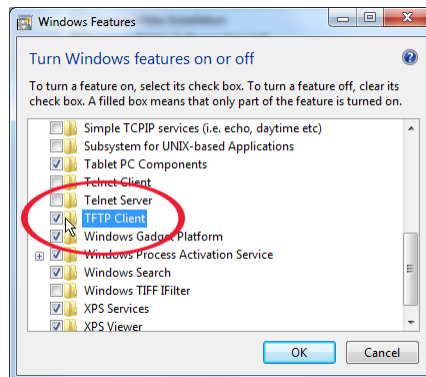 Windows Features
Turn Windows features on or off
To turn a feature on, select its check box. To turn a feature off, clear its
check box. A filled box means that only part of the feature is turned on.
Simple TCPIP services (i.e. echo, daytime etc)
Subsystem for UNIX-based Applications
Tablet PC Components
Telnet Client
Telnet Server
TFTP Client
Windows Gadget Platform
Windows Process Activation Service
Windows Search
Windows TIFF IFilter
XPS Services
XPS Viewer
OK
Cancel